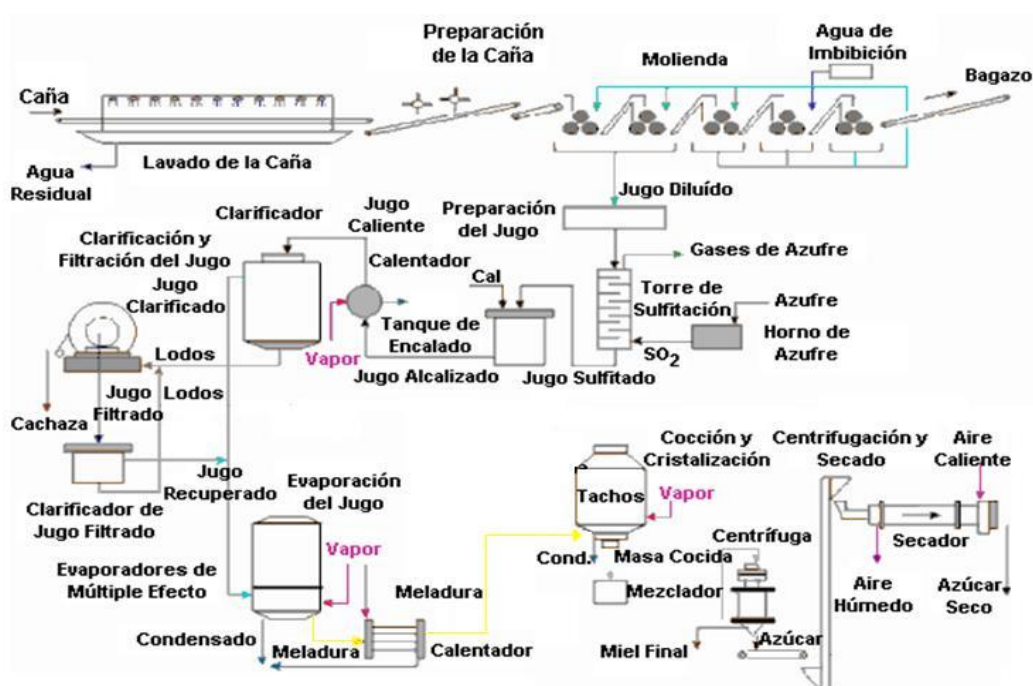 Preparación
de la Caña
Molienda
Agua de
Imbibición
Bagazo
Caña
Lavado de la Caña
Agua
Residual
Jugo Diluído
Preparación
del Jugo
Gases de Azufre
Clarificador
Jugo
Caliente
Calentador
Clarificación y
Filtración del Jugo
Jugo
Clarificado
Cal
Torre de
Sulfitación
Azufre
Horno de
Azufre
SO2
Tanque de
Encalado
Vapor
Jugo Alcalizado
Jugo Sulfitado
Lodos
Jugo
Filtrado
Lodos
Cachaza
Jugo
Recuperado
Clarificador de
Jugo Filtrado
Evaporación
del Jugo
Evaporadores de
Múltiple Efecto
Vapor
Condensado
Meladura
Calentador
Meladura
Cocción y
Cristalización
Tachos
Vapor
Cond.
Masa Cocida
Mezclador
Centrífuga
Miel Final
Azúcar
Centrifugación y
Secado
Aire
Caliente
Secador
Aire
Húmedo
Azúcar
Seco